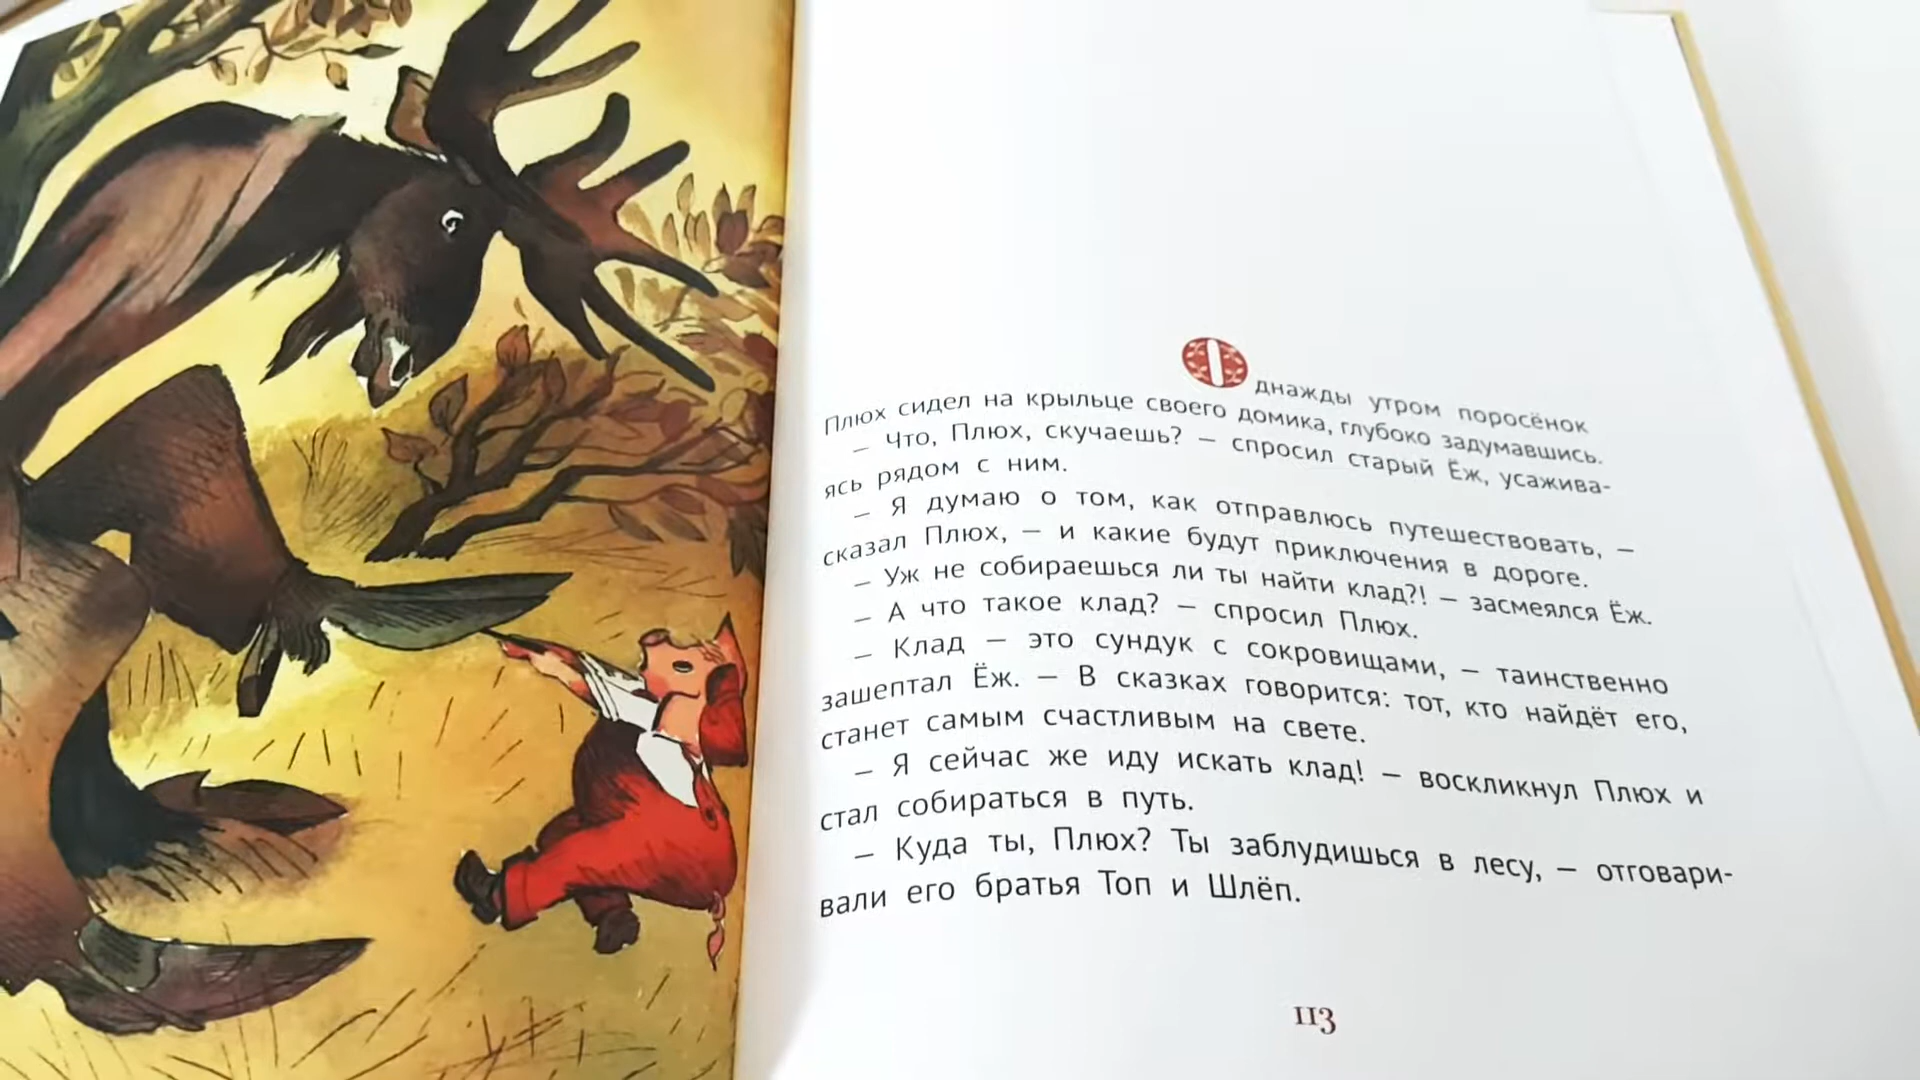 Однажды утром поросёнок
Плюх сидел на крыльце своего домика, глубоко задумавшись.
— Что, Плюх, скучаешь? — спросил старый Ёж, усажива-
ясь рядом с ним.
— Я думаю о том, как отправлюсь путешествовать, —
сказал Плюх, — и какие будут приключения в дороге.
— Уж не собираешься ли ты найти клад?! — засмеялся Ёж.
— А что такое клад? — спросил Плюх.
— Клад — это сундук с сокровищами, — таинственно
зашептал Ёж. — В сказках говорится: тот, кто найдёт его,
станет самым счастливым на свете.
— Я сейчас же иду искать клад! — воскликнул Плюх и
стал собираться в путь.
— Куда ты, Плюх? Ты заблудишься в лесу, — отговари-
вали его братья Топ и Шлёп.
113